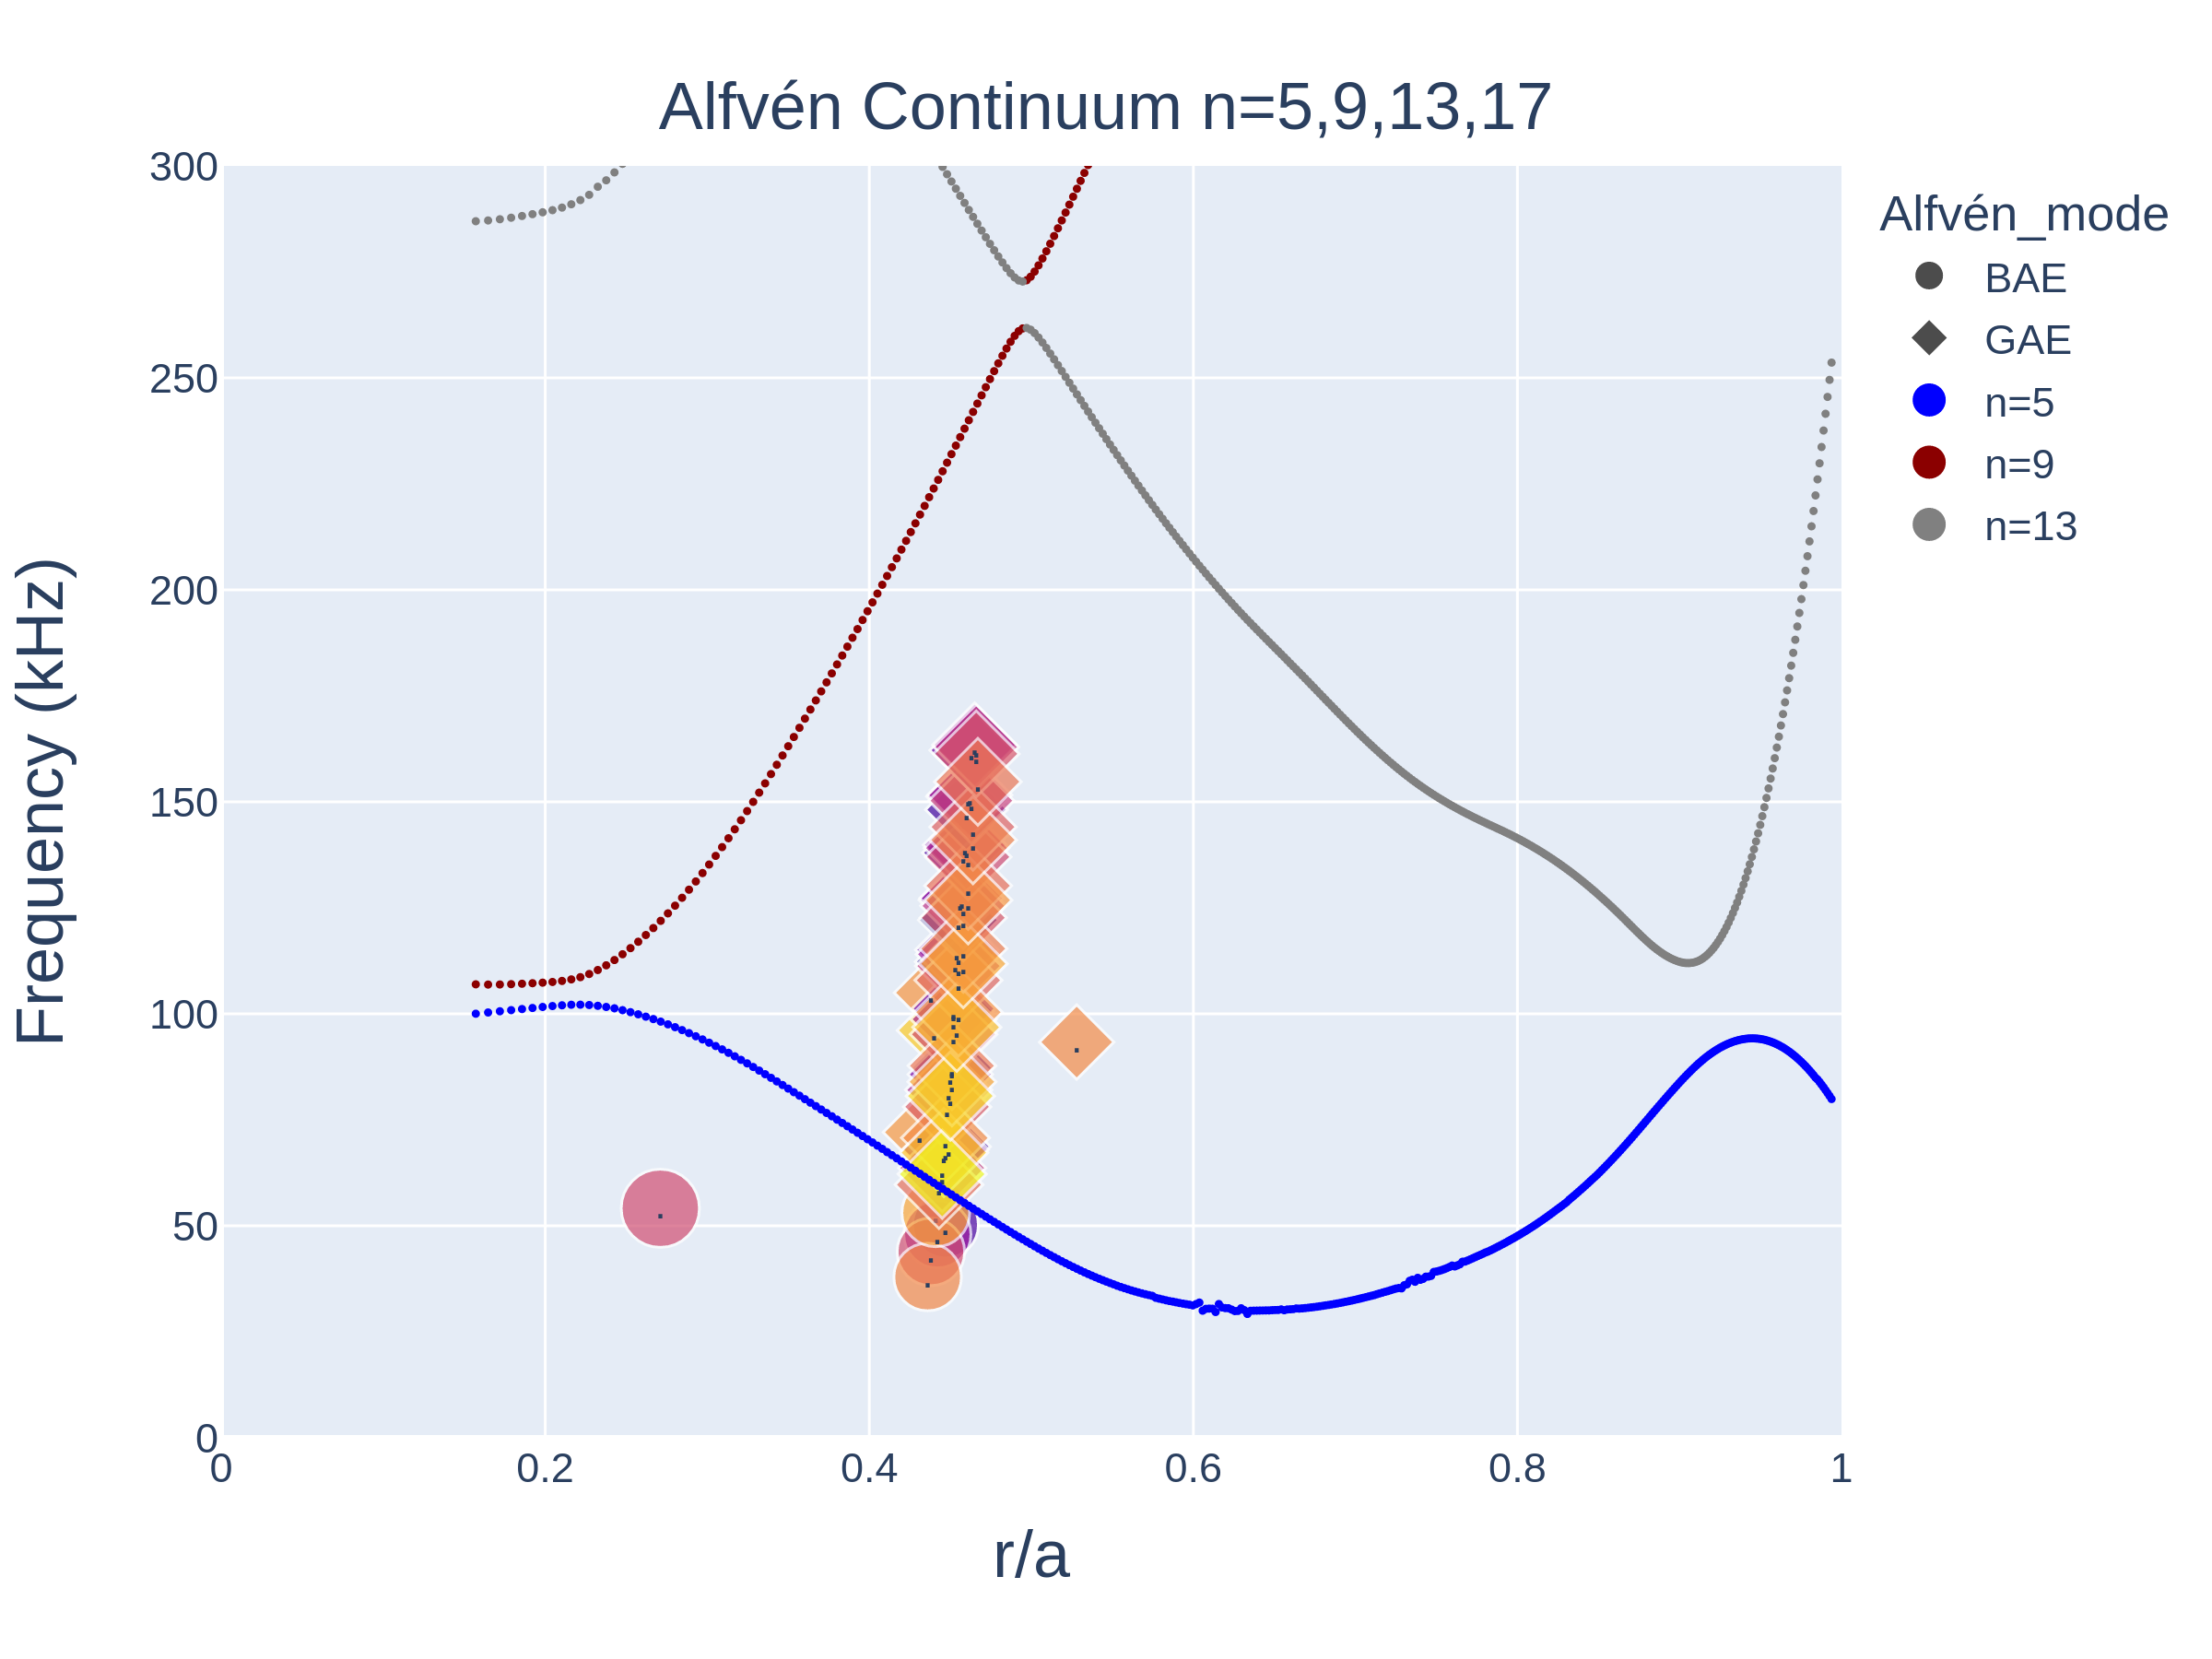 Alfvén Continuum n=5,9,13,17
300
250
200
150
100
50
0
Frequency (kHz)
0 0.2 0.4 0.6 0.8 1
r/a
Alfvén_mode
BAE
GAE
n=5
n=9
n=13